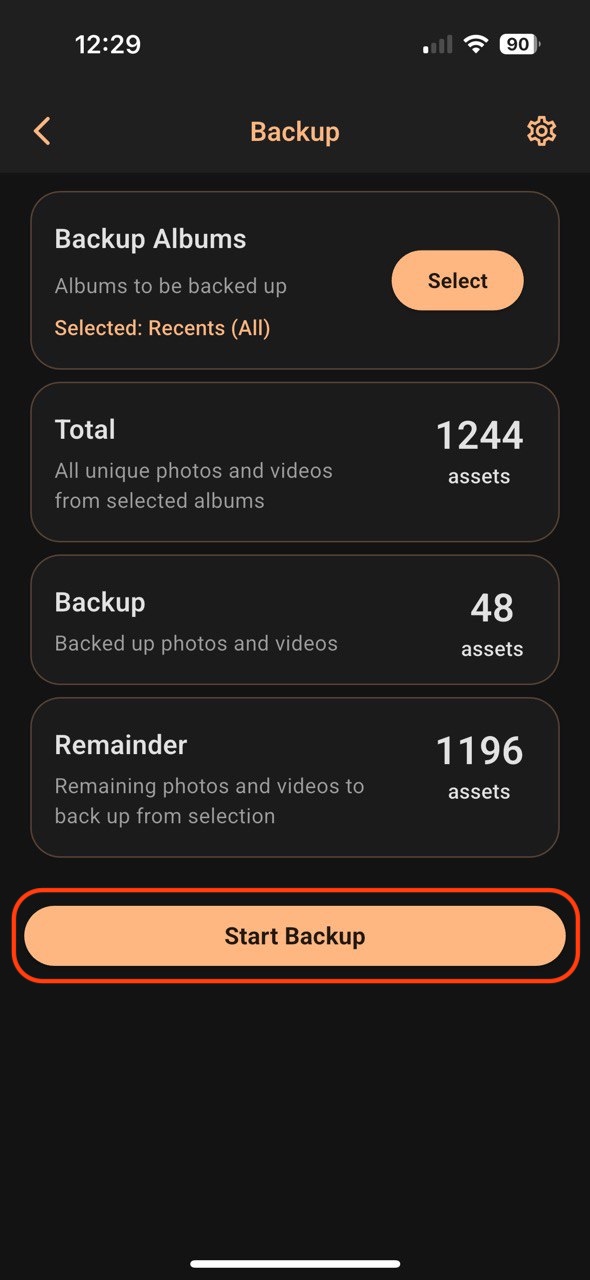 12:29
90
Backup
Backup Albums
Albums to be backed up
Select
Selected: Recents (All)
Total
1244
All unique photos and videos
assets
from selected albums
Backup
48
Backed up photos and videos
assets
Remainder
1196
Remaining photos and videos to
assets
back up from selection
Start Backup